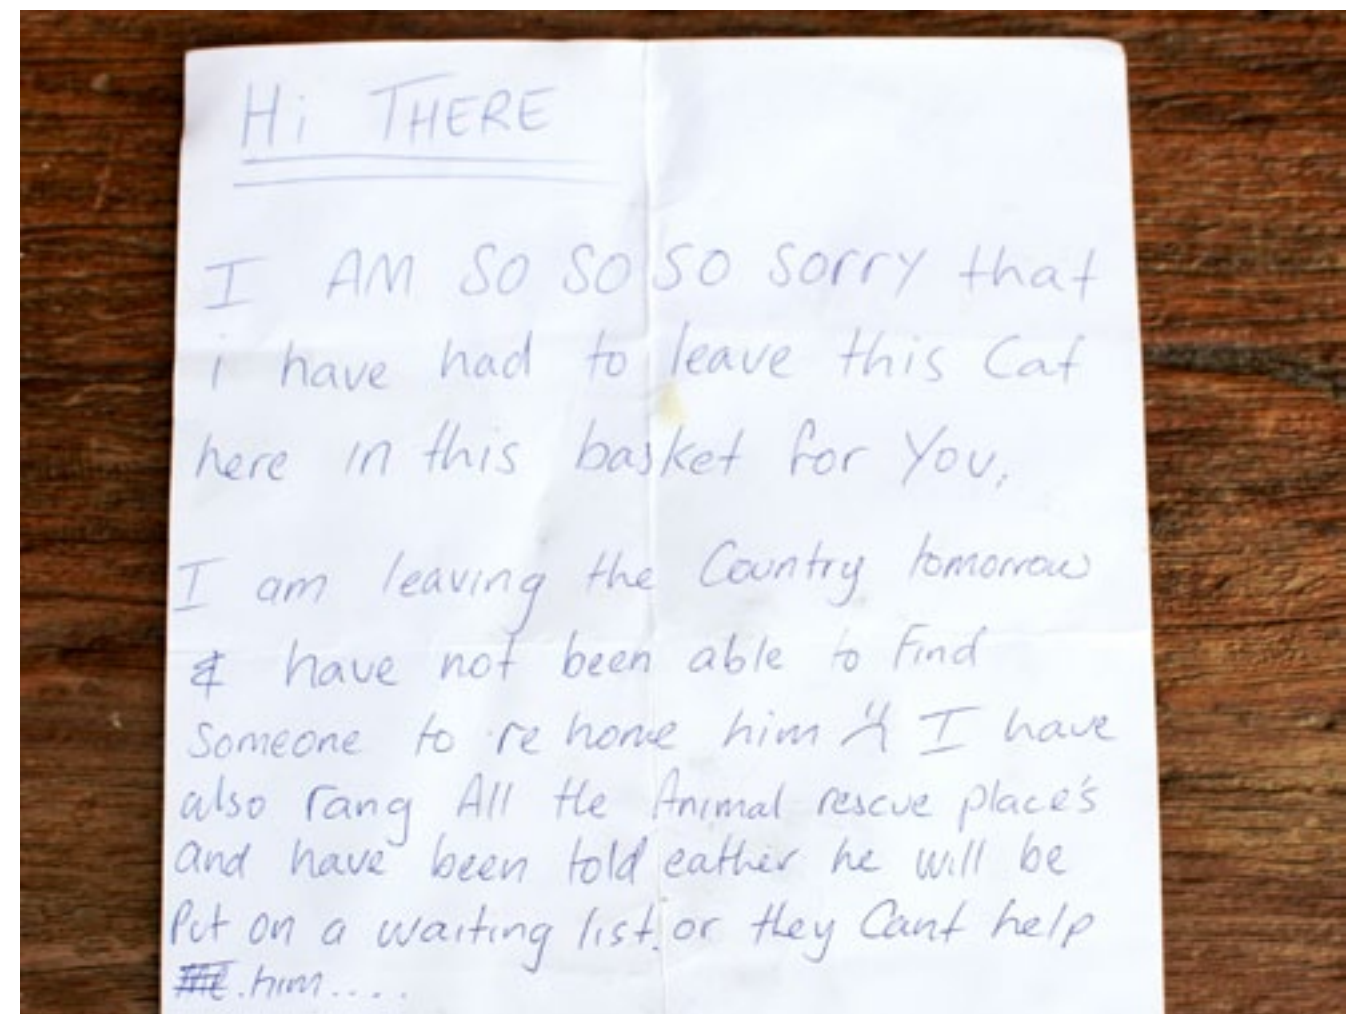 Hi THERE
I AM SO SO SO Sorry that
i have had to leave this Cat
here in this basket for You,
I am leaving the Country tomorrow
& have not been able to Find
Someone to re home him :( I have
also rang All the Animal rescue place's
and have been told eather he will be
Put on a waiting list. or they Cant help
him....